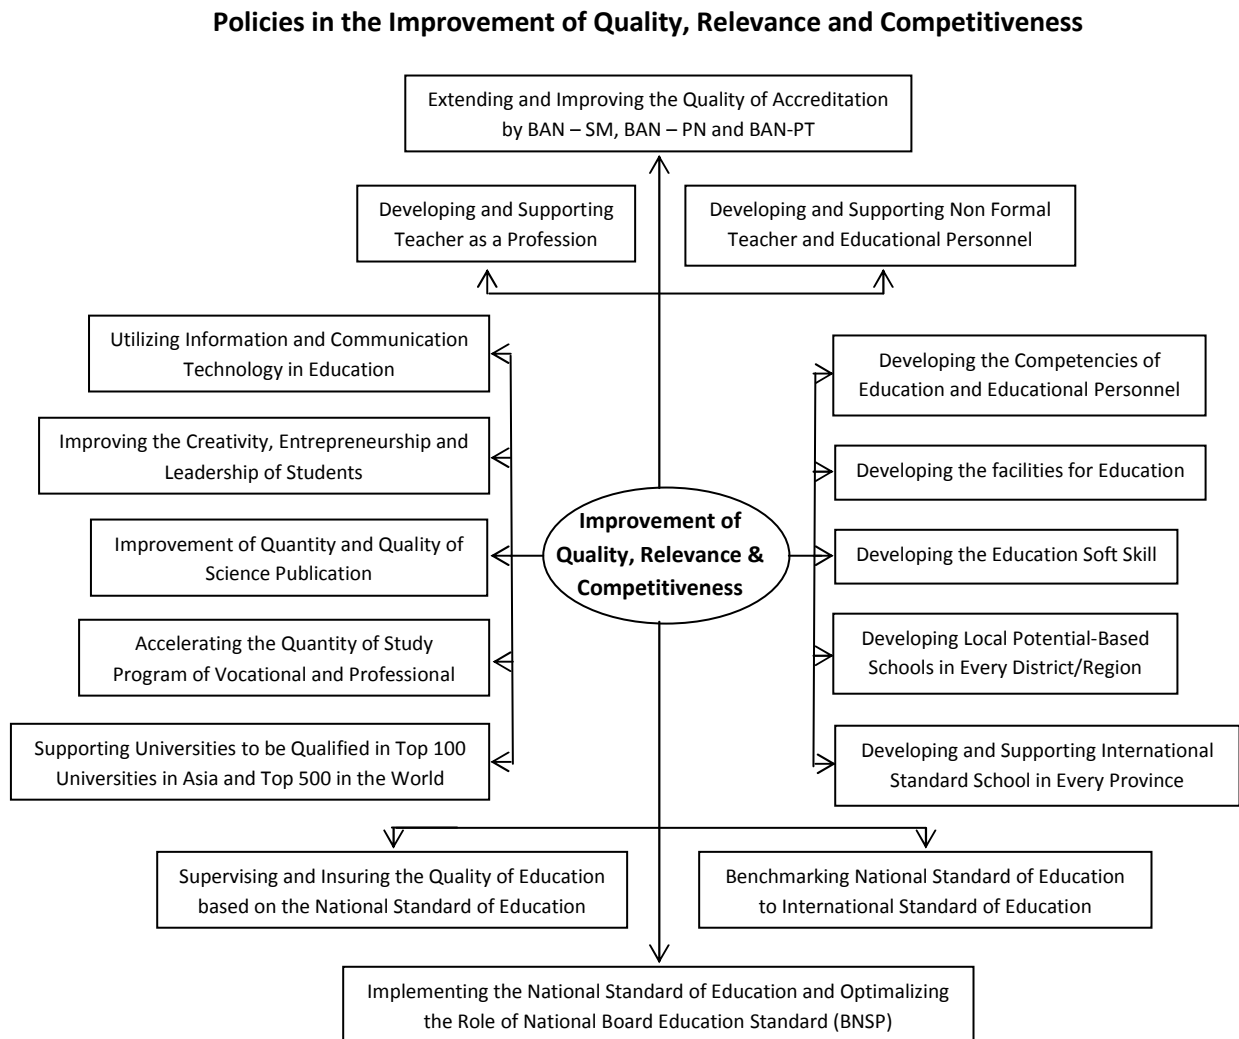 Policies in the Improvement of Quality, Relevance and Competitiveness
Extending and Improving the Quality of Accreditation
by BAN – SM, BAN – PN and BAN-PT
Developing and Supporting
Teacher as a Profession
Developing and Supporting Non Formal
Teacher and Educational Personnel
Utilizing Information and Communication
Technology in Education
Improving the Creativity, Entrepreneurship and
Leadership of Students
Improvement of Quantity and Quality of
Science Publication
Accelerating the Quantity of Study
Program of Vocational and Professional
Supporting Universities to be Qualified in Top 100
Universities in Asia and Top 500 in the World
Improvement of
Quality, Relevance &
Competitiveness
Developing the Competencies of
Education and Educational Personnel
Developing the facilities for Education
Developing the Education Soft Skill
Developing Local Potential-Based
Schools in Every District/Region
Developing and Supporting International
Standard School in Every Province
Supervising and Insuring the Quality of Education
based on the National Standard of Education
Benchmarking National Standard of Education
to International Standard of Education
Implementing the National Standard of Education and Optimalizing
the Role of National Board Education Standard (BNSP)